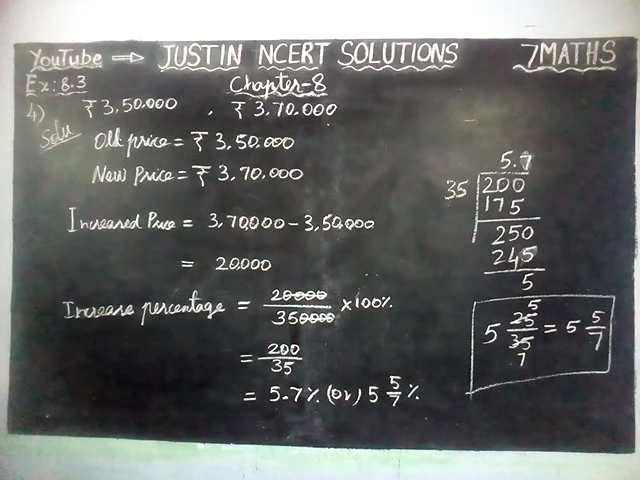 YouTube ⇒ JUSTIN NCERT SOLUTIONS 7MATHS
Ex: 8.3 Chapter-8
4) ₹ 3,50,000 , ₹ 3,70,000
Solu
Old price = ₹ 3,50,000
New Price = ₹ 3,70,000
Increased Price = 3,70,000 - 3,50,000
= 20,000
Increase percentage = 20000/350000 × 100%
= 200/35
= 5.7% (or) 5 5/7 %
5.7
35 200
175
250
245
5
5
5 25/35 = 5 5/7
7